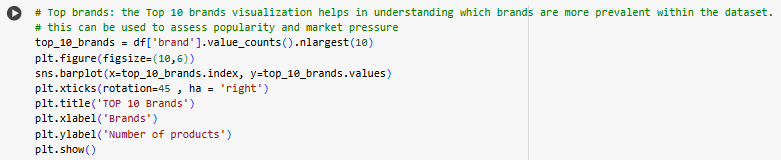 # Top brands: the Top 10 brands visualization helps in understanding which brands are more prevalent within the dataset.
# this can be used to assess popularity and market pressure
top_10_brands = df['brand'].value_counts().nlargest(10)
plt.figure(figsize=(10,6))
sns.barplot(x=top_10_brands.index, y=top_10_brands.values)
plt.xticks(rotation=45 , ha = 'right')
plt.title('TOP 10 Brands')
plt.xlabel('Brands')
plt.ylabel('Number of products')
plt.show()